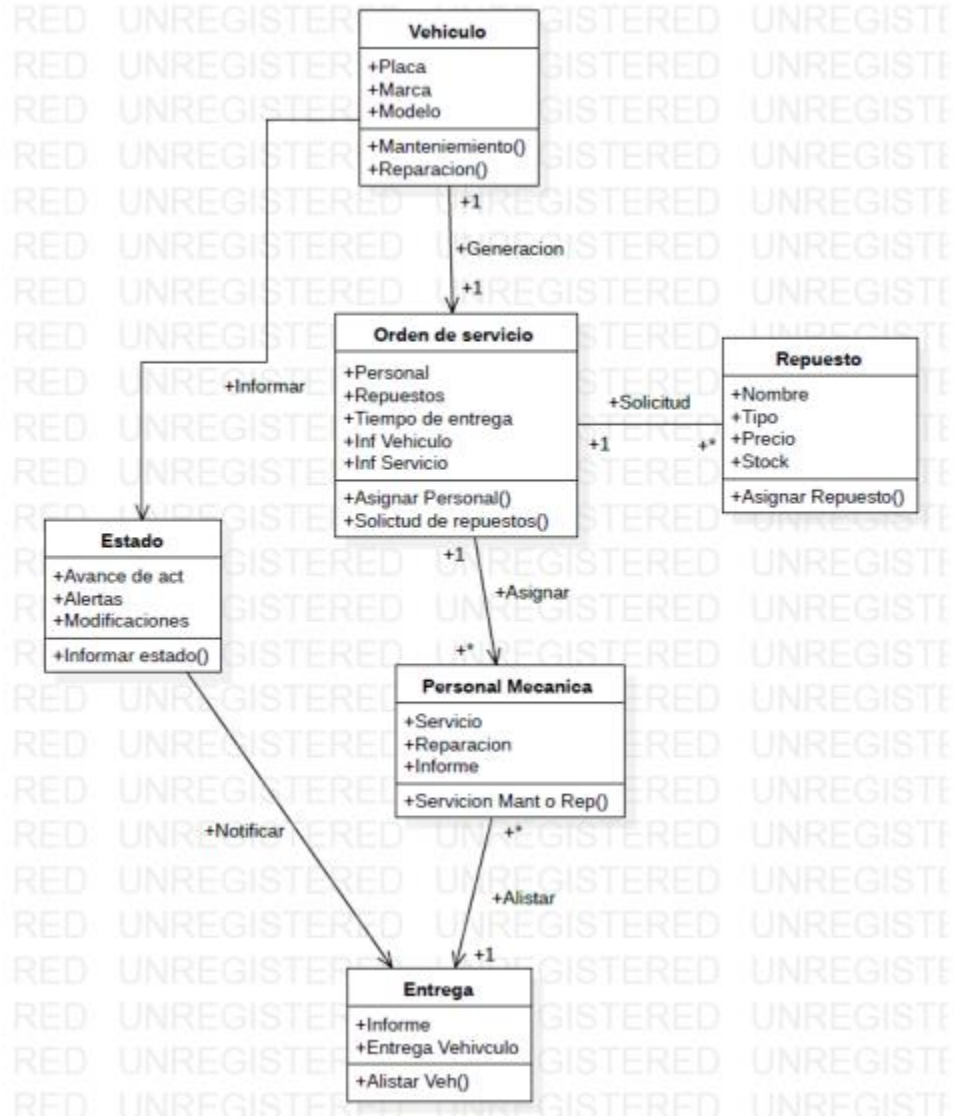 Vehiculo
+Placa
+Marca
+Modelo
+Manteniemiento()
+Reparacion()
+1
+Generacion
+1
Orden de servicio
+Personal
+Repuestos
+Tiempo de entrega
+Inf Vehiculo
+Inf Servicio
+Asignar Personal()
+Solictud de repuestos()
+Solicitud
+1
+*
Repuesto
+Nombre
+Tipo
+Precio
+Stock
+Asignar Repuesto()
+Informar
Estado
+Avance de act
+Alertas
+Modificaciones
+Informar estado()
+1
+Asignar
+*
Personal Mecanica
+Servicio
+Reparacion
+Informe
+Servicion Mant o Rep()
+*
+Notificar
+Alistar
+1
Entrega
+Informe
+Entrega Vehivculo
+Alistar Veh()
UNREGISTERED